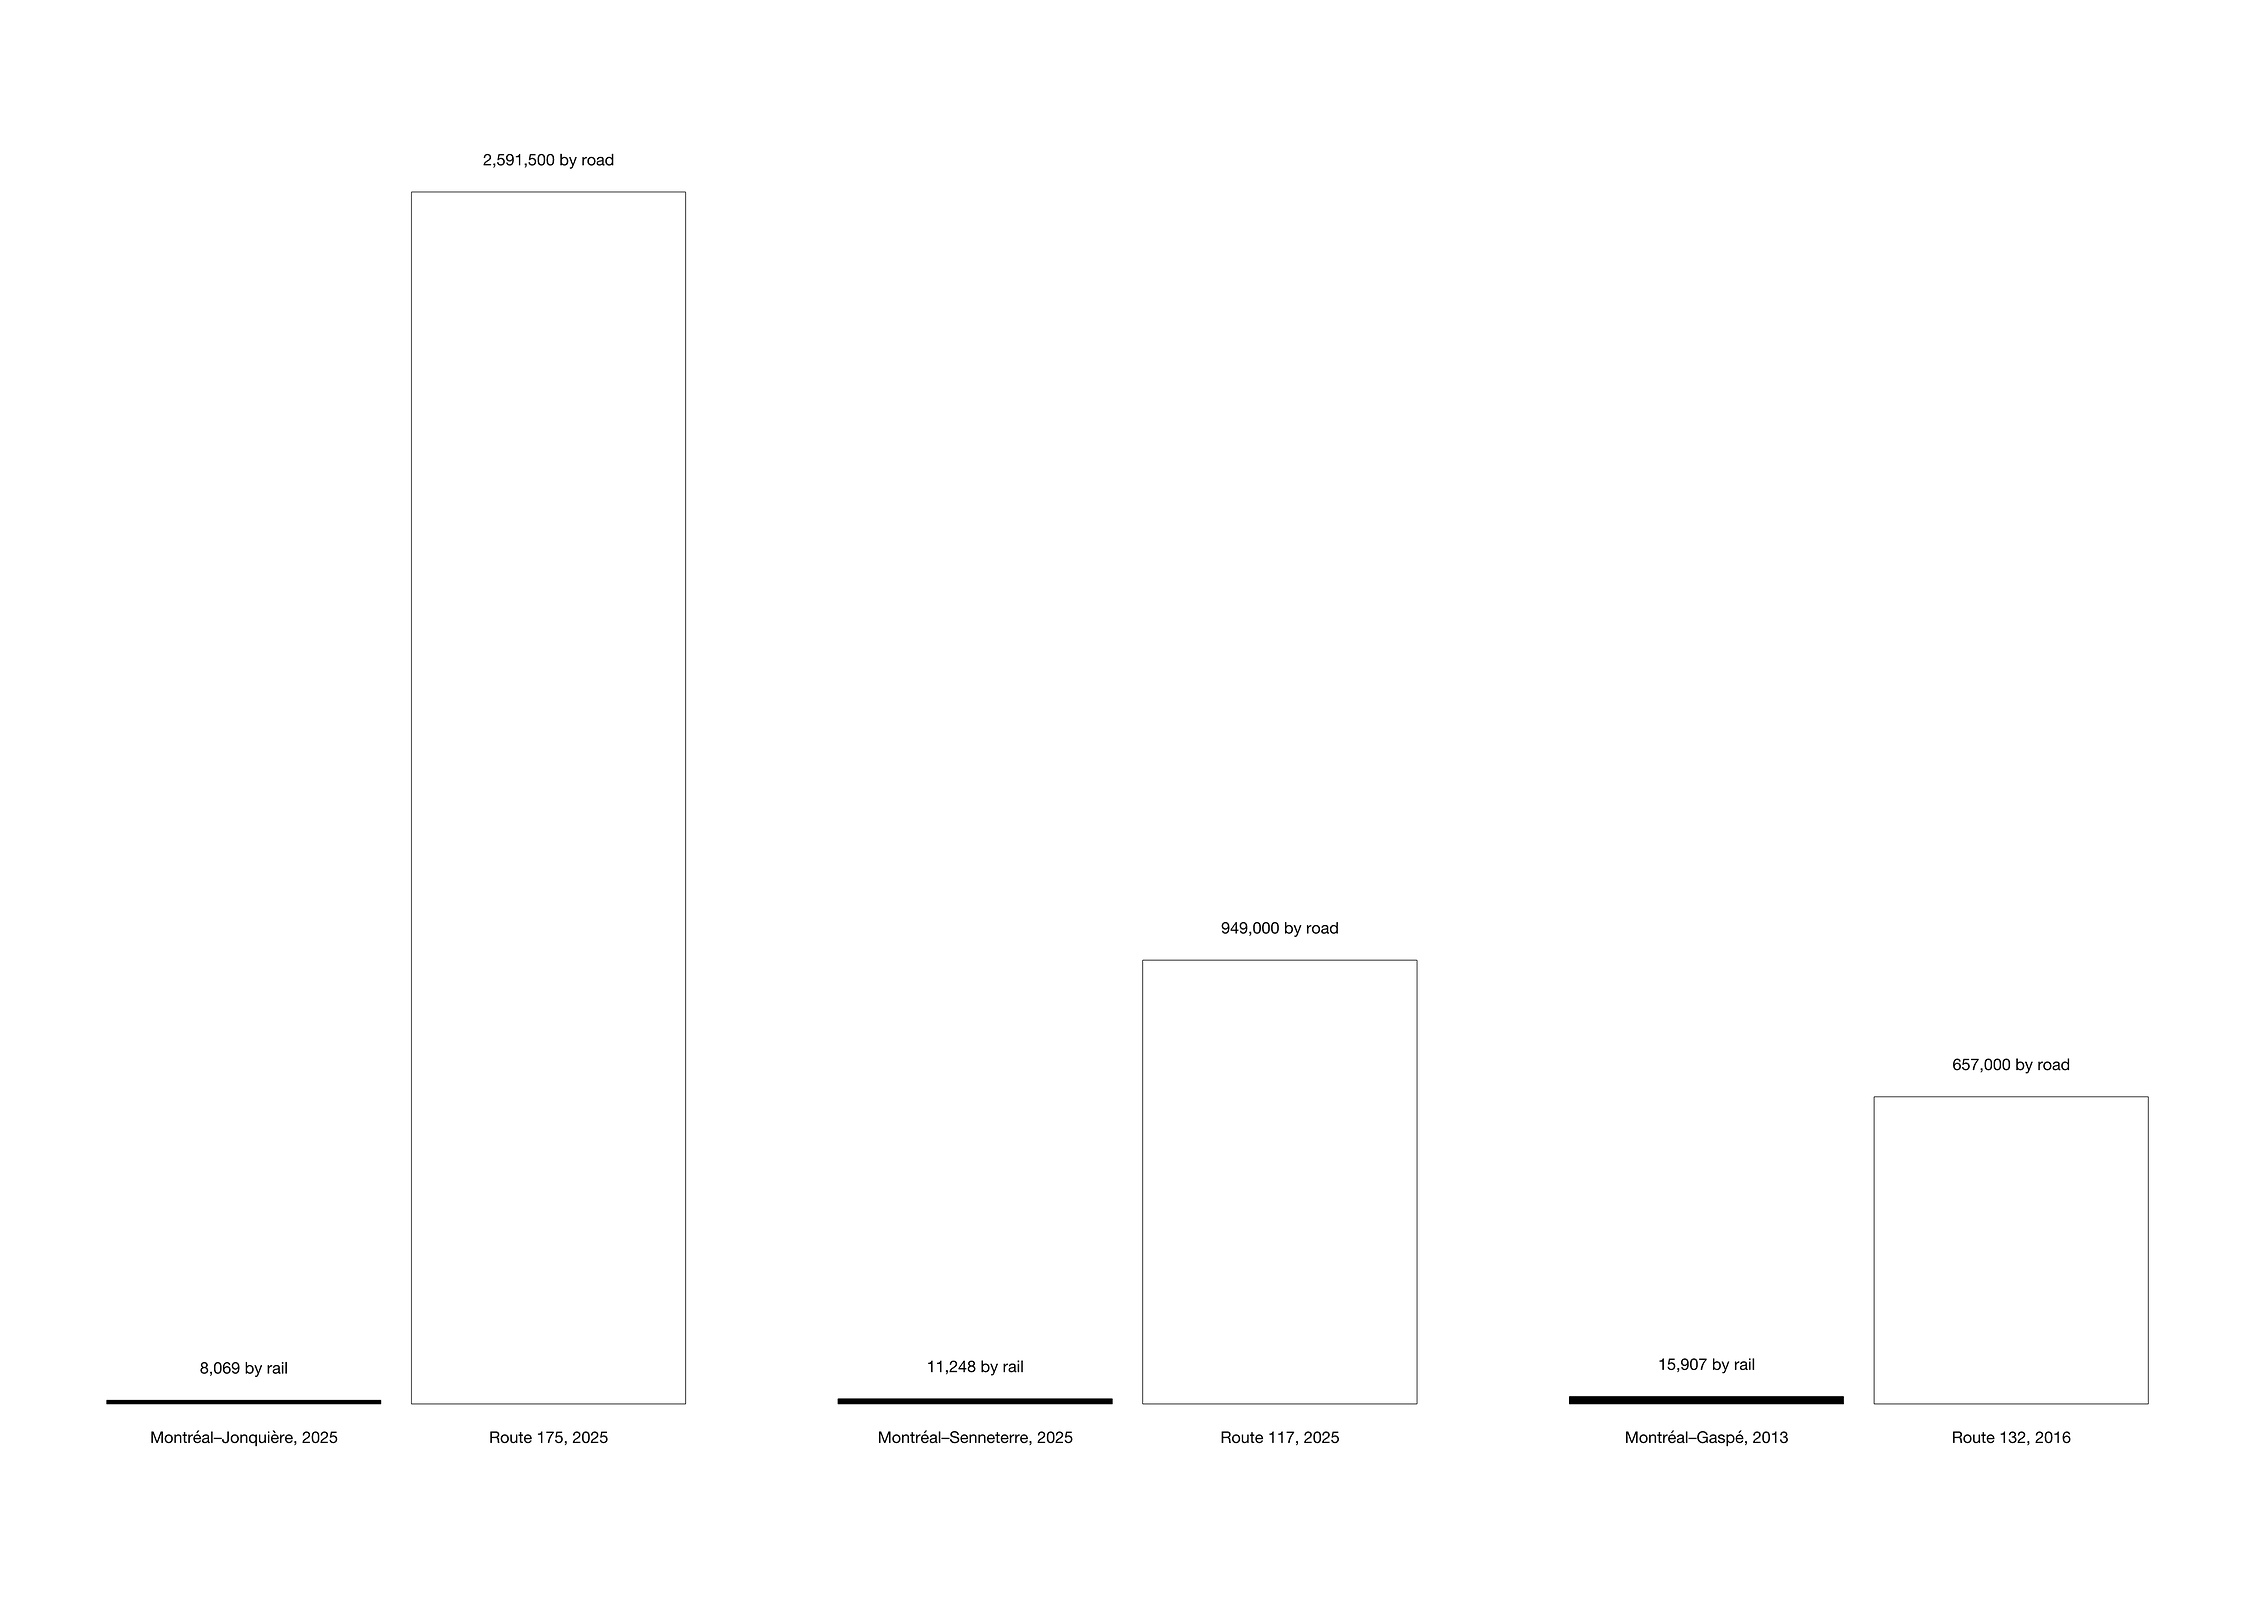 2,591,500 by road
949,000 by road
657,000 by road
8,069 by rail
11,248 by rail
15,907 by rail
Montréal–Jonquière, 2025
Route 175, 2025
Montréal–Senneterre, 2025
Route 117, 2025
Montréal–Gaspé, 2013
Route 132, 2016